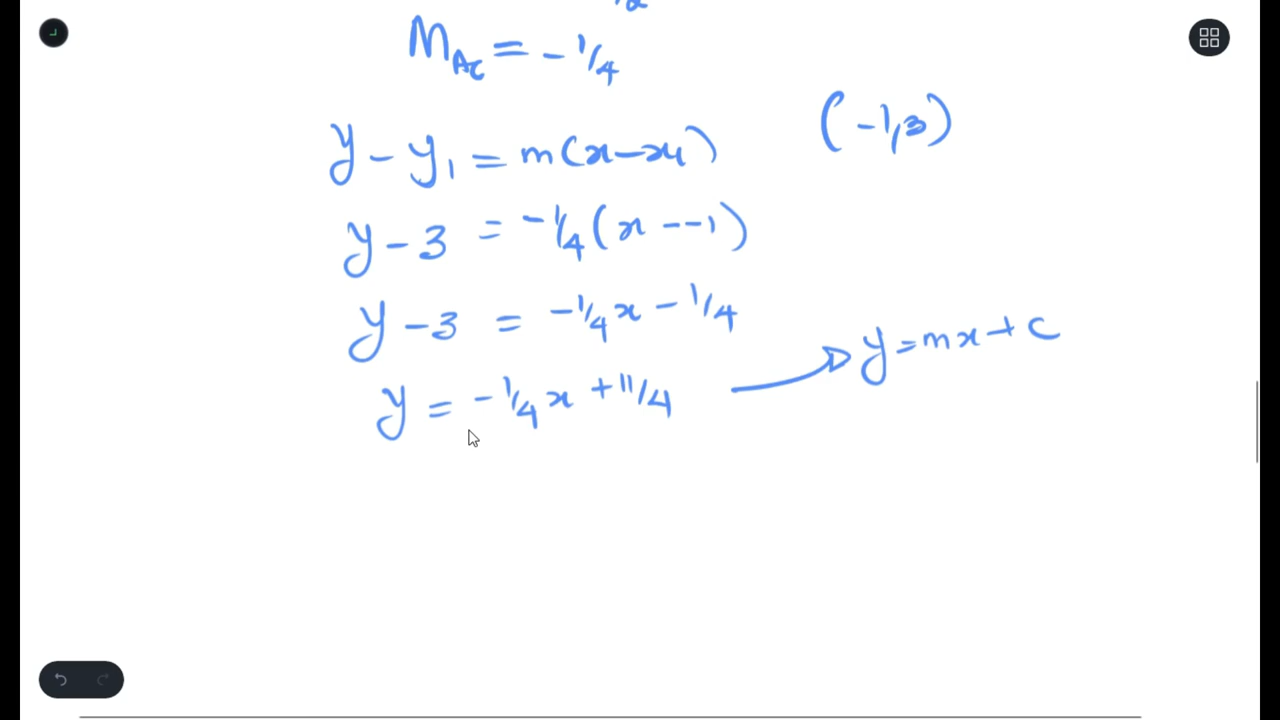 M_AC = - 1/4
(-1,3)
y - y₁ = m(x - x₁)
y - 3 = -1/4(x --1)
y - 3 = -1/4x - 1/4
y = -1/4x + 11/4
y = mx + c